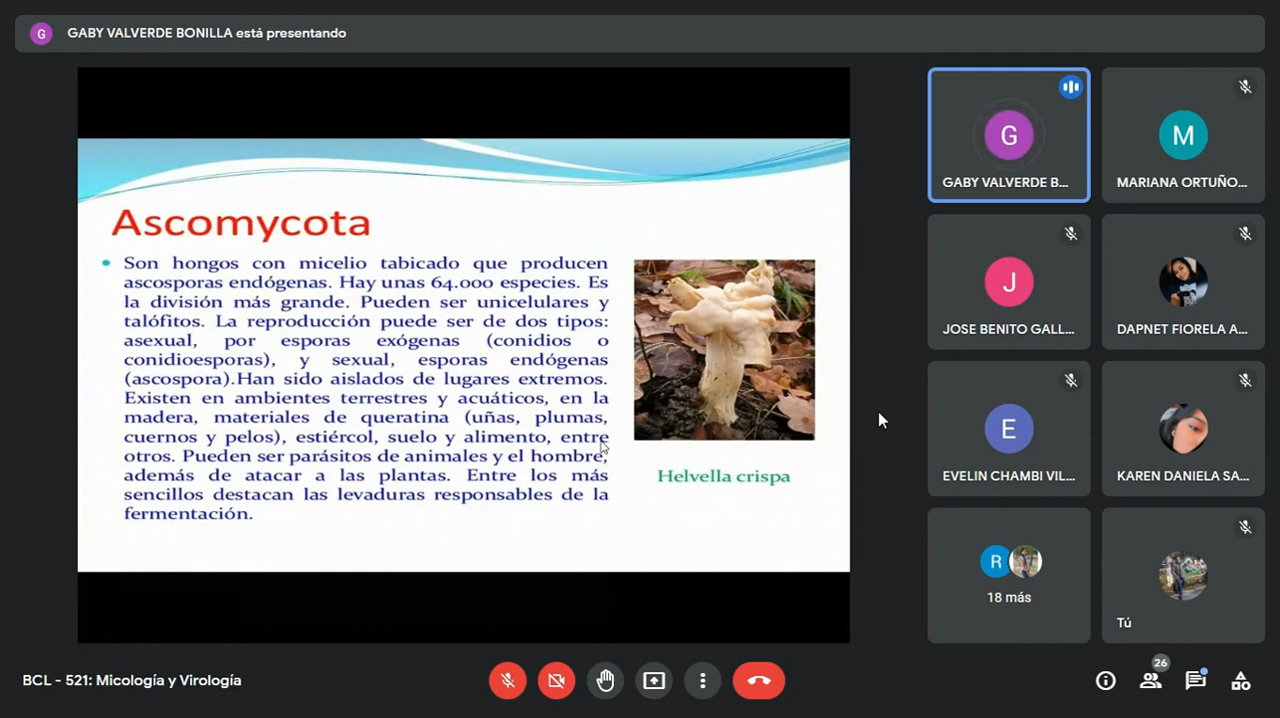 G
GABY VALVERDE BONILLA está presentando
Ascomycota
Son hongos con micelio tabicado que producen
ascosporas endógenas. Hay unas 64.000 especies. Es
la división más grande. Pueden ser unicelulares y
talófitos. La reproducción puede ser de dos tipos:
asexual, por esporas exógenas (conidios o
conidioesporas), y sexual, esporas endógenas
(ascospora).Han sido aislados de lugares extremos.
Existen en ambientes terrestres y acuáticos, en la
madera, materiales de queratina (uñas, plumas,
cuernos y pelos), estiércol, suelo y alimento, entre
otros. Pueden ser parásitos de animales y el hombre,
además de atacar a las plantas. Entre los más
sencillos destacan las levaduras responsables de la
fermentación.
Helvella crispa
G
GABY VALVERDE B...
M
MARIANA ORTUÑO...
J
JOSE BENITO GALL...
DAPNET FIORELA A...
E
EVELIN CHAMBI VIL...
KAREN DANIELA SA...
R
18 más
Tú
BCL - 521: Micología y Virología
26